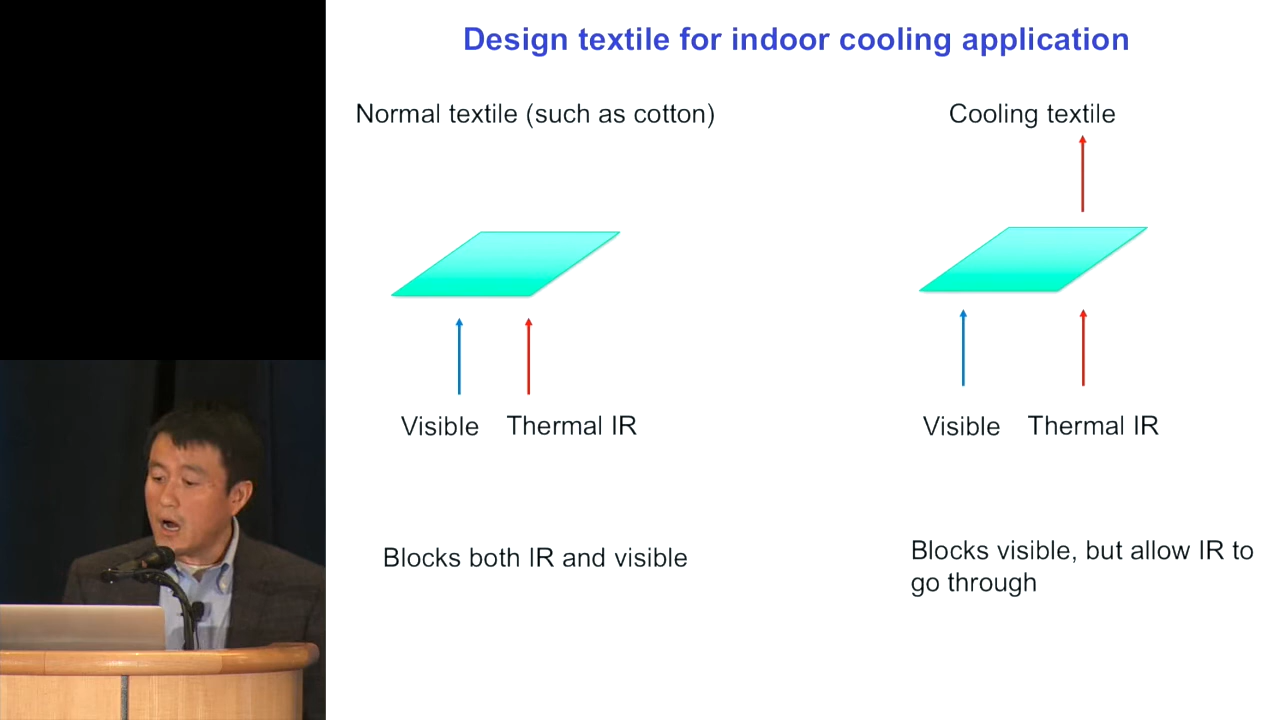 Design textile for indoor cooling application
Normal textile (such as cotton)
Cooling textile
Visible
Thermal IR
Visible
Thermal IR
Blocks both IR and visible
Blocks visible, but allow IR to
go through